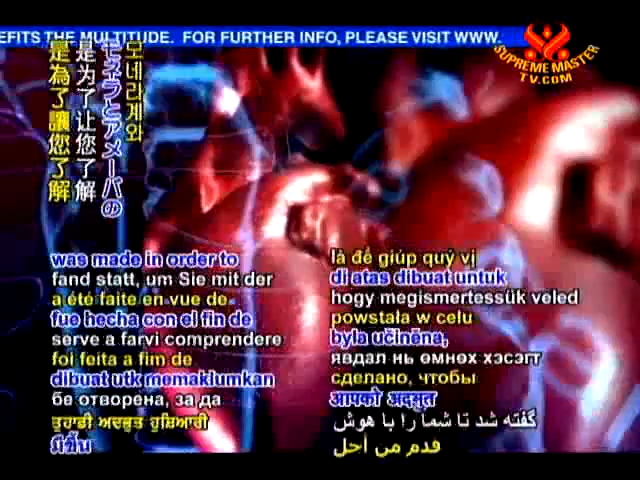 EFITS THE MULTITUDE. FOR FURTHER INFO, PLEASE VISIT WWW.
SUPREME MASTER
TV.COM
모네라계와
モネラとアメーバの
是为了让您了解
是為了讓您了解
was made in order to
fand statt, um Sie mit der
a été faite en vue de
fue hecha con el fin de
serve a farvi comprendere
foi feita a fim de
dibuat utk memaklumkan
бе отворена, за да
ਤੁਹਾਡੀ ਅਦਭੁਤ ਹੁਸ਼ਿਆਰੀ
มีขึ้น
là để giúp quý vị
di atas dibuat untuk
hogy megismertessük veled
powstała w celu
byla učiněna,
явдал нь өмнөх хэсэгт
сделано, чтобы
आपको अद्भुत
گفته شد تا شما را با هوش
قدم من أجل